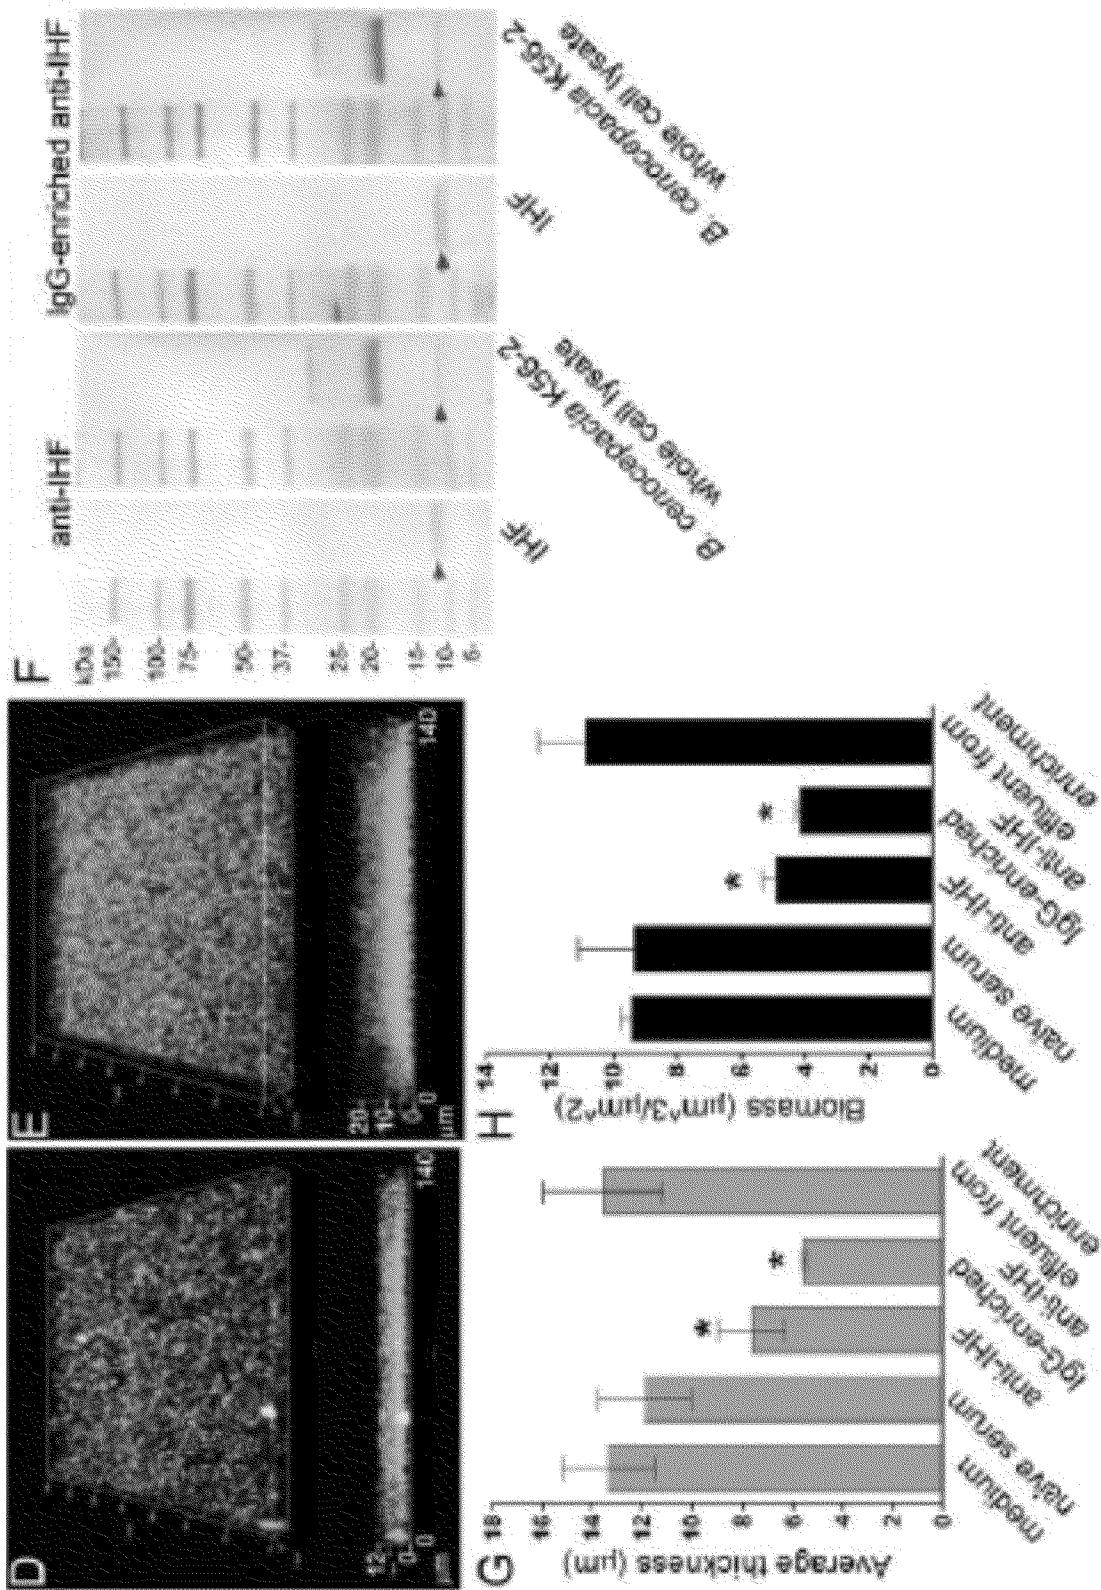 D
12-
0-
µm
0
140
E
20-
10-
0-
µm
0
140
F
anti-IHF
IgG-enriched anti-IHF
kDa
150-
100-
75-
50-
37-
25-
20-
15-
10-
5-
IHF
B. cenocepacia K56-2
whole cell lysate
IHF
B. cenocepacia K56-2
whole cell lysate
G
Average thickness (µm)
18
16
14
12
10
8
6
4
2
0
medium
naive serum
anti-IHF
IgG-enriched
anti-IHF
effluent from
enrichment
*
*
H
Biomass (µm^3/µm^2)
14
12
10
8
6
4
2
0
medium
naive serum
anti-IHF
IgG-enriched
anti-IHF
effluent from
enrichment
*
*